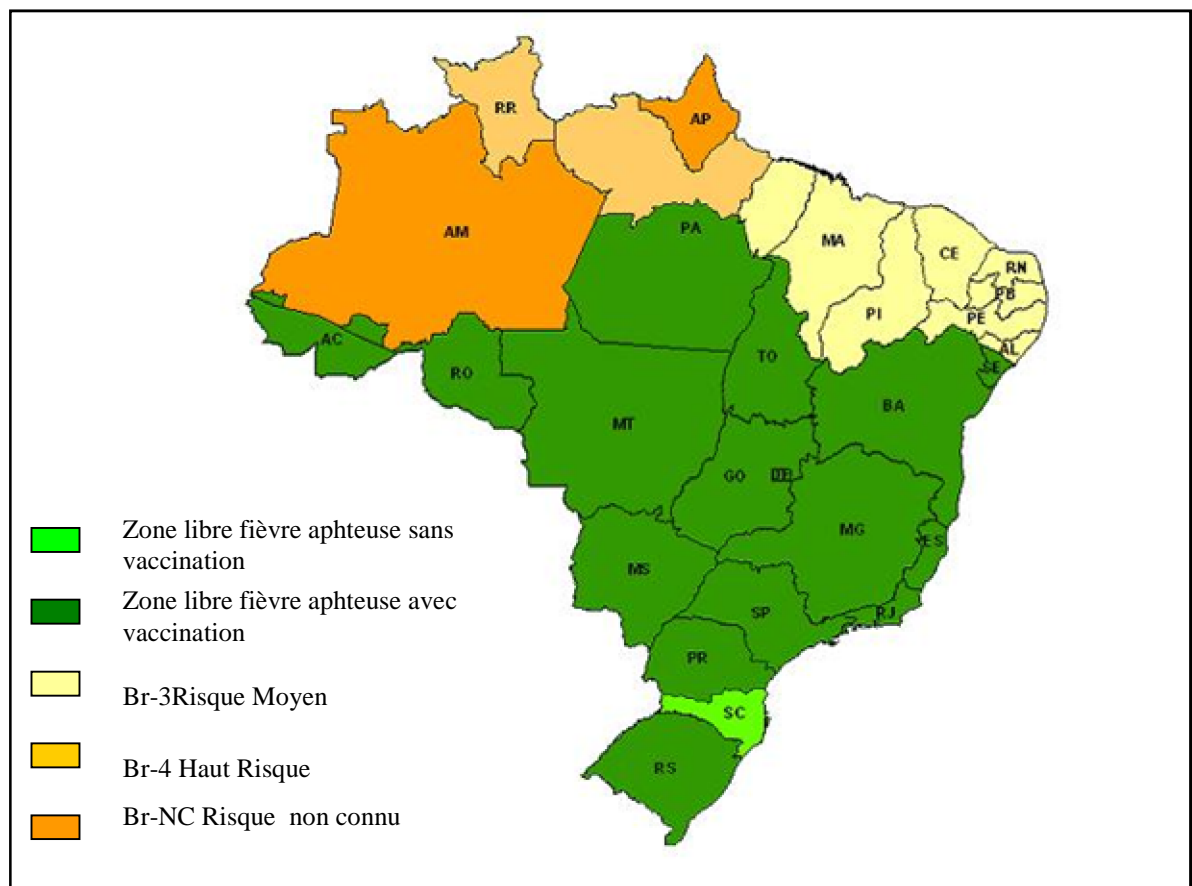 RR
AP
AM
PA
MA
CE
RN
PB
PI
PE
AL
AC
RO
TO
SE
BA
MT
GO
DF
MG
ES
MS
SP
RJ
PR
SC
RS
Zone libre fièvre aphteuse sans
vaccination
Zone libre fièvre aphteuse avec
vaccination
Br-3Risque Moyen
Br-4 Haut Risque
Br-NC Risque non connu